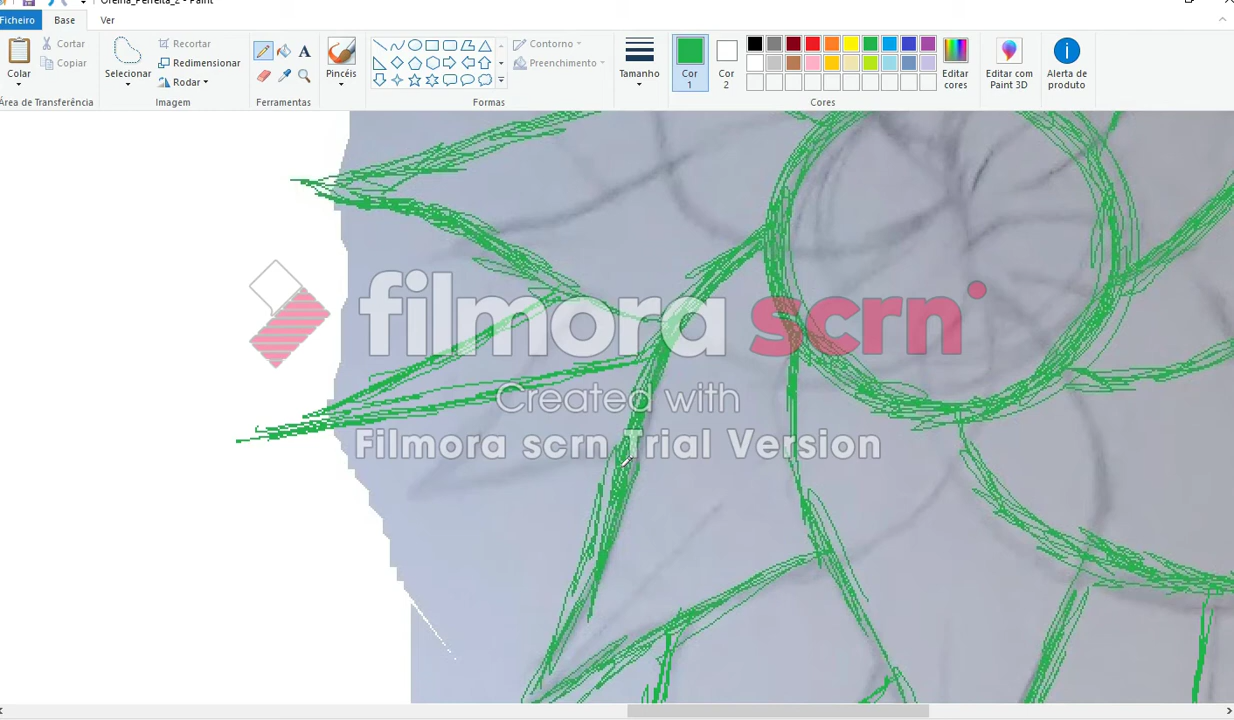 Orelha_Perfeita_2 - Paint
Ficheiro Base Ver
Colar
Cortar
Copiar
Selecionar
Recortar
Redimensionar
Rodar
A
Pincéis
Contorno
Preenchimento
Tamanho
Cor
1
Cor
2
Editar
cores
Editar com
Paint 3D
Alerta de
produto
Área de Transferência
Imagem
Ferramentas
Formas
Cores
filmora scrn
Created with
Filmora scrn Trial Version